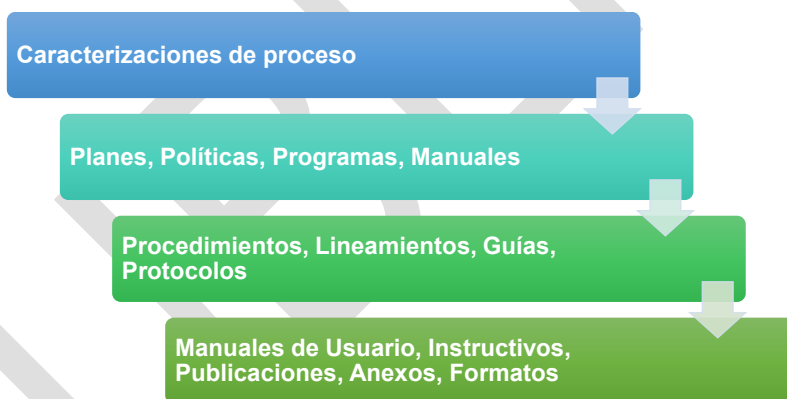 Caracterizaciones de proceso
Planes, Políticas, Programas, Manuales
Procedimientos, Lineamientos, Guías,
Protocolos
Manuales de Usuario, Instructivos,
Publicaciones, Anexos, Formatos